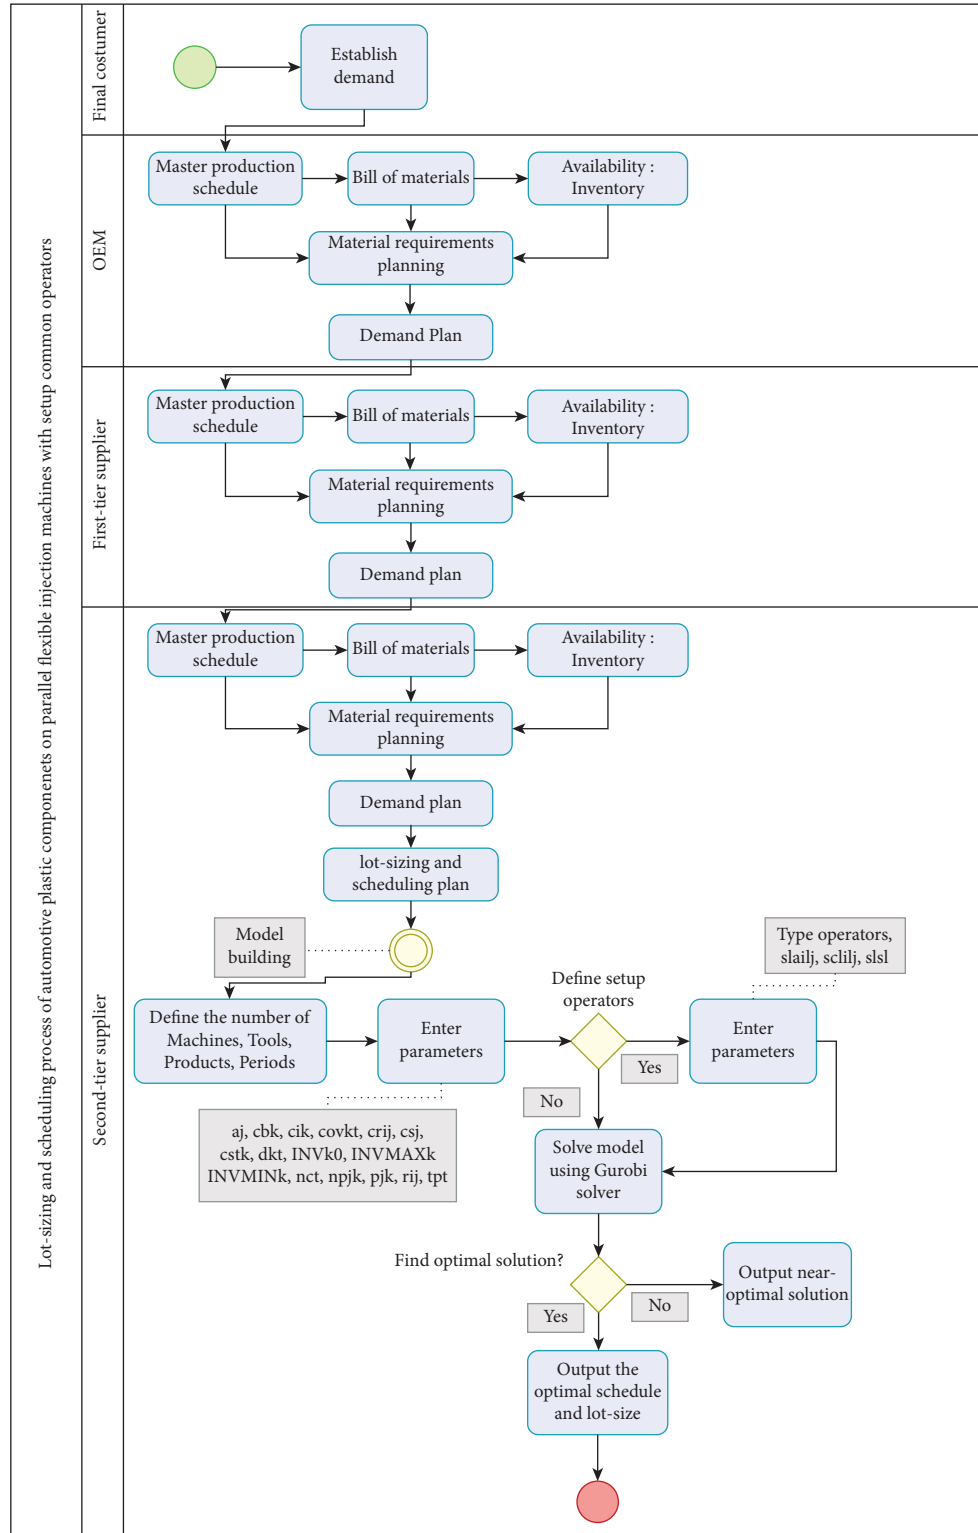 Lot-sizing and scheduling process of automotive plastic componenets on parallel flexible injection machines with setup common operators
Final costumer
Establish
demand
OEM
Master production
schedule
Bill of materials
Availability :
Inventory
Material requirements
planning
Demand Plan
First-tier supplier
Master production
schedule
Bill of materials
Availability :
Inventory
Material requirements
planning
Demand plan
Second-tier supplier
Master production
schedule
Bill of materials
Availability :
Inventory
Material requirements
planning
Demand plan
lot-sizing and
scheduling plan
Model
building
Type operators,
slailj, sclilj, slsl
Define setup
operators
Define the number of
Machines, Tools,
Products, Periods
Enter
parameters
Yes
Enter
parameters
No
aj, cbk, cik, covkt, crij, csj,
cstk, dkt, INVk0, INVMAXk
INVMINk, nct, npjk, pjk, rij, tpt
Solve model
using Gurobi
solver
Find optimal solution?
No
Output near-
optimal solution
Yes
Output the
optimal schedule
and lot-size